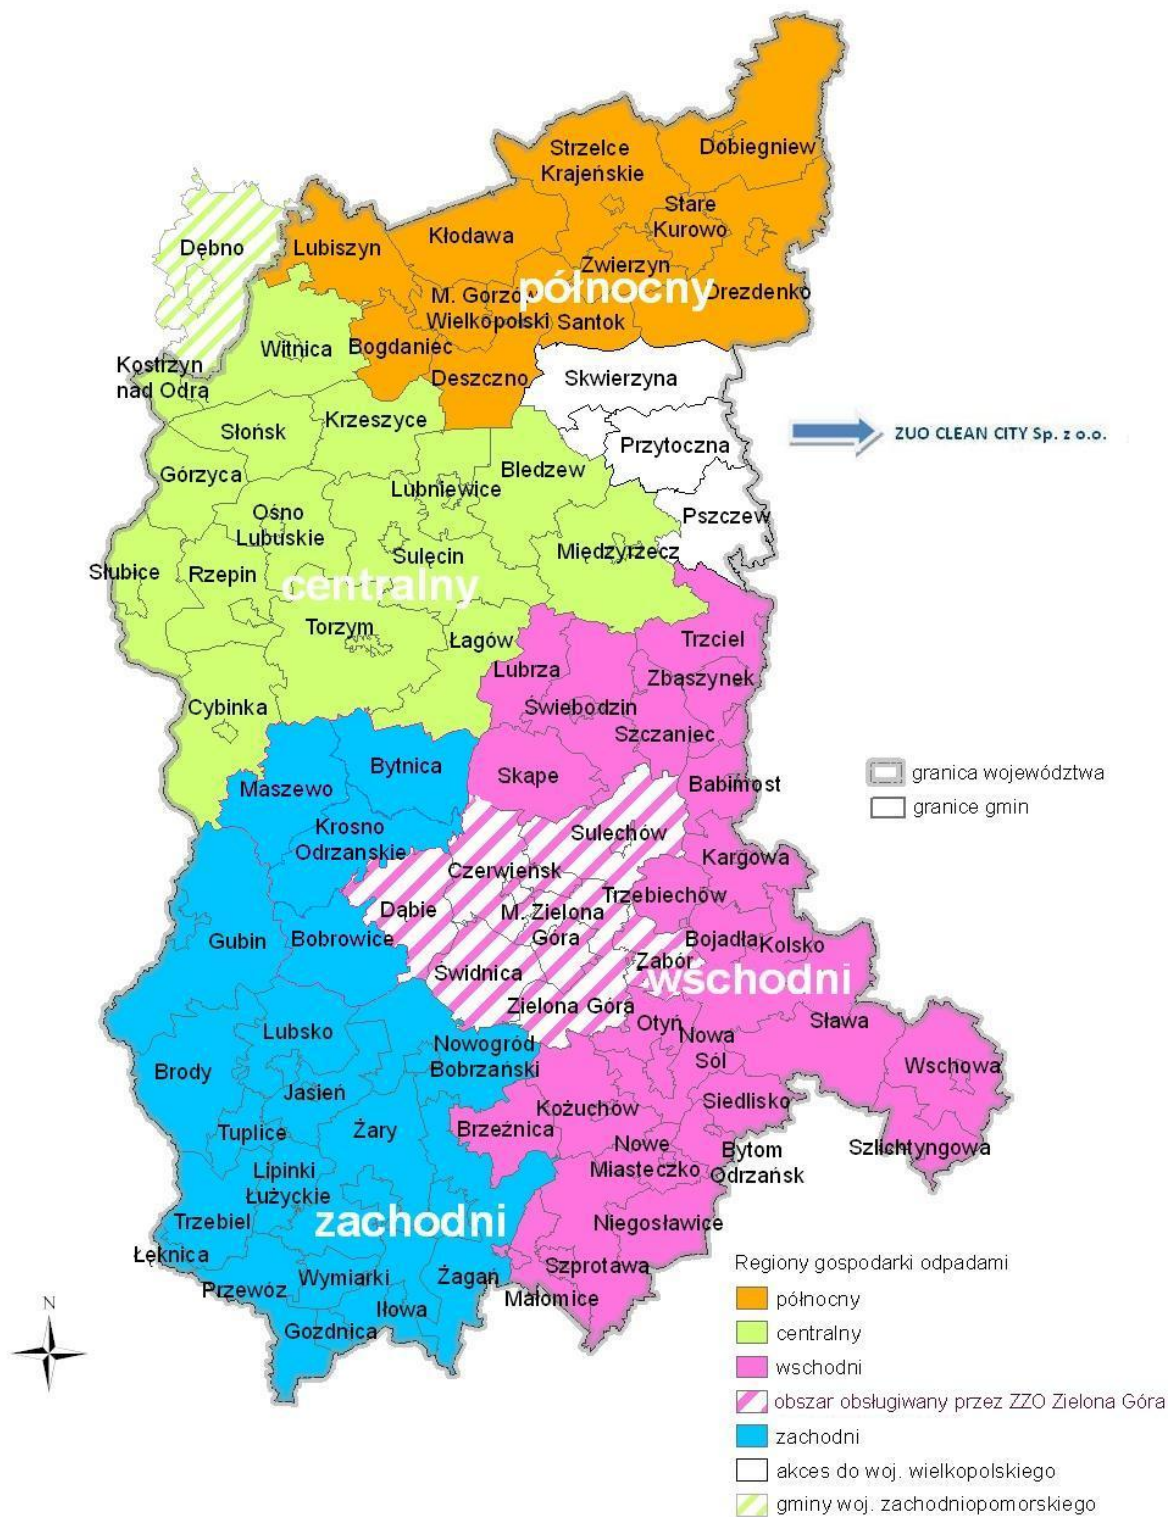 Dobiegniew
Strzelce
Krajeńskie
Stare
Kurowo
Dębno
Lubiszyn
Kłodawa
Zwierzyn
północny
Drezdenko
M. Gorzów
Wielkopolski
Santok
Witnica
Bogdaniec
Kostrzyn
nad Odrą
Deszczno
Skwierzyna
Krzeszyce
Słońsk
Przytoczna
ZUO CLEAN CITY Sp. z o.o.
Górzyca
Bledzew
Lubniewice
Ośno
Lubuskie
Pszczew
Sulęcin
Międzyrzecz
Słubice
Rzepin
centralny
Torzym
Łagów
Trzciel
Lubrza
Zbąszynek
Cybinka
Świebodzin
Szczaniec
Bytnica
Skąpe
Babimost
Maszewo
granica województwa
granice gmin
Krosno
Odrzańskie
Sulechów
Kargowa
Czerwieńsk
Trzebiechów
Dąbie
M. Zielona
Góra
Gubin
Bobrowice
Bojadła
Kolsko
Zabór
Świdnica
wschodni
Zielona Góra
Otyń
Nowa
Sól
Sława
Lubsko
Nowogród
Bobrzański
Brody
Wschowa
Jasień
Kożuchów
Siedlisko
Tuplice
Żary
Brzeźnica
Nowe
Miasteczko
Bytom
Odrzańsk
Szlichtyngowa
Lipinki
Łużyckie
Trzebiel
zachodni
Niegosławice
Łęknica
Przewóz
Wymiarki
Żagań
Szprotawa
Małomice
Iłowa
Gozdnica
N
Regiony gospodarki odpadami
północny
centralny
wschodni
obszar obsługiwany przez ZZO Zielona Góra
zachodni
akces do woj. wielkopolskiego
gminy woj. zachodniopomorskiego